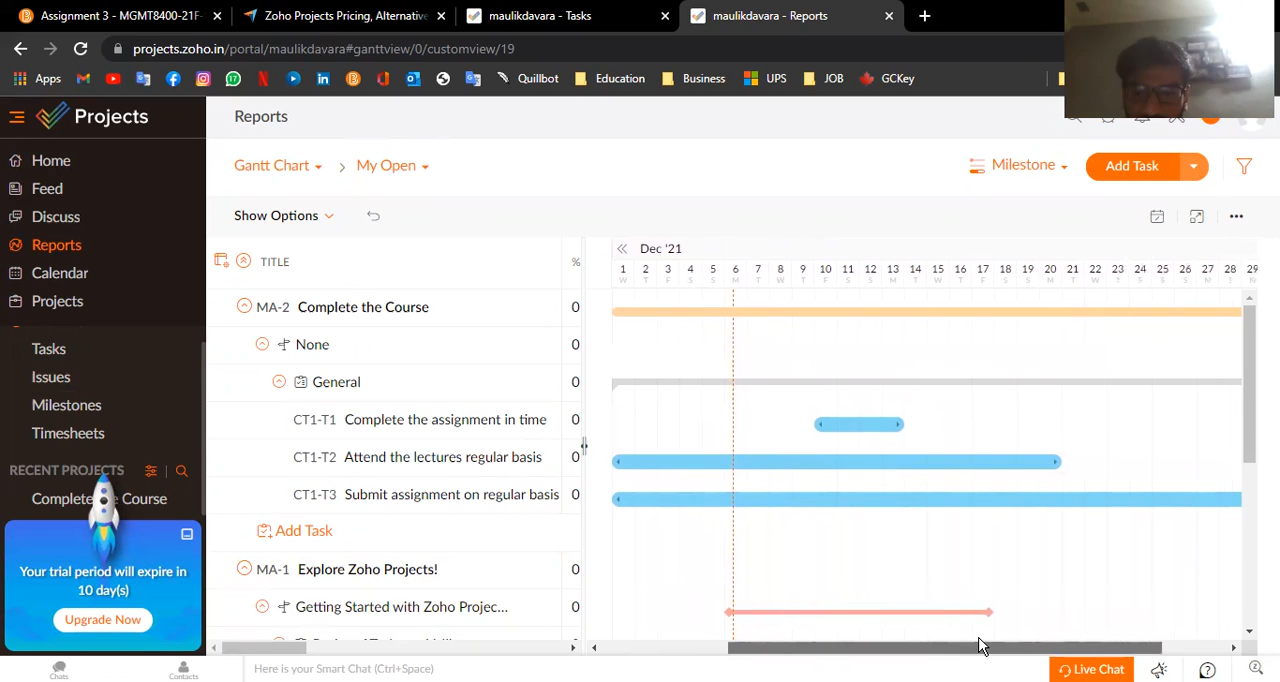 Assignment 3 - MGMT8400-21F-
Zoho Projects Pricing, Alternative
maulikdavara - Tasks
maulikdavara - Reports
projects.zoho.in/portal/maulikdavara#ganttview/0/customview/19
Apps
Quillbot
Education
Business
UPS
JOB
GCKey
Projects
Reports
Home
Feed
Discuss
Reports
Calendar
Projects
Tasks
Issues
Milestones
Timesheets
RECENT PROJECTS
Complete the Course
Your trial period will expire in
10 day(s)
Upgrade Now
Gantt Chart
My Open
Milestone
Add Task
Show Options
TITLE %
Dec '21
1 2 3 4 5 6 7 8 9 10 11 12 13 14 15 16 17 18 19 20 21 22 23 24 25 26 27 28 29
W T F S S M T W T F S S M T W T F S S M T W T F S S M T W
MA-2 Complete the Course 0
None 0
General 0
CT1-T1 Complete the assignment in time 0
CT1-T2 Attend the lectures regular basis 0
CT1-T3 Submit assignment on regular basis 0
Add Task
MA-1 Explore Zoho Projects! 0
Getting Started with Zoho Projec... 0
Chats
Contacts
Here is your Smart Chat (Ctrl+Space)
Live Chat